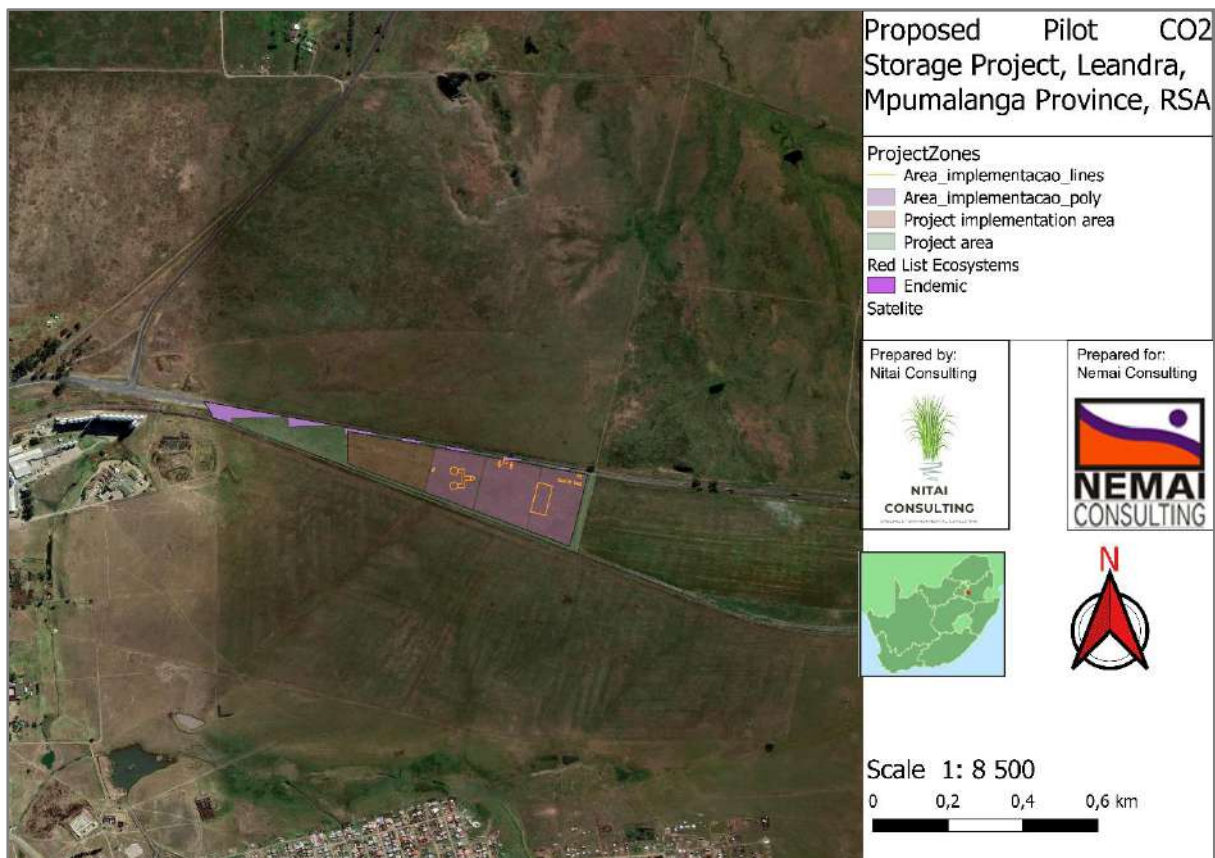 Proposed Pilot CO2
Storage Project, Leandra,
Mpumalanga Province, RSA
ProjectZones
Area_implementacao_lines
Area_implementacao_poly
Project implementation area
Project area
Red List Ecosystems
Endemic
Satelite
Prepared by:
Nitai Consulting
NITAI
CONSULTING
Prepared for:
Nemai Consulting
NEMAI
CONSULTING
N
Scale 1: 8 500
0 0,2 0,4 0,6 km